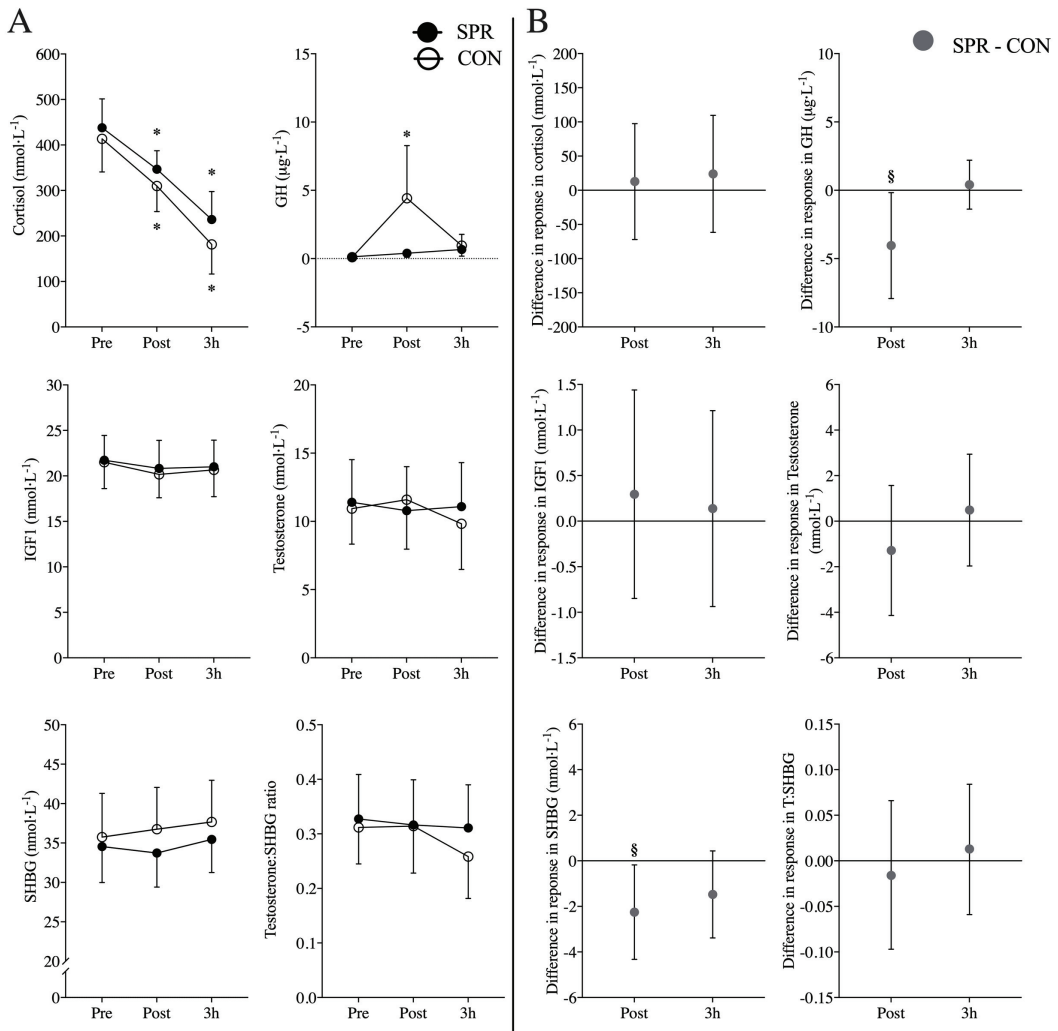 A
SPR
CON
B
SPR - CON
Cortisol (nmol·L-1)
600
500
400
300
200
100
0
*
*
*
*
Pre
Post
3h
GH (µg·L-1)
15
10
5
0
-5
*
Pre
Post
3h
Difference in reponse in cortisol (nmol·L-1)
200
150
100
50
25
0
-25
-50
-100
-150
-200
Post
3h
Difference in response in GH (µg·L-1)
10
5
0
-5
-10
§
Post
3h
IGF1 (nmol·L-1)
30
25
20
15
10
5
0
Pre
Post
3h
Testosterone (nmol·L-1)
20
15
10
5
0
Pre
Post
3h
Difference in response in IGF1 (nmol·L-1)
1.5
1.0
0.5
0.0
-0.5
-1.0
-1.5
Post
3h
Difference in response in Testosterone
(nmol·L-1)
6
4
2
0
-2
-4
-6
Post
3h
SHBG (nmol·L-1)
50
45
40
35
30
25
20
0
Pre
Post
3h
Testosterone:SHBG ratio
0.5
0.4
0.3
0.2
0.1
0.0
Pre
Post
3h
Difference in reponse in SHBG (nmol·L-1)
6
4
2
0
-2
-4
-6
§
Post
3h
Difference in response in T:SHBG
0.15
0.10
0.05
0.00
-0.05
-0.10
-0.15
Post
3h